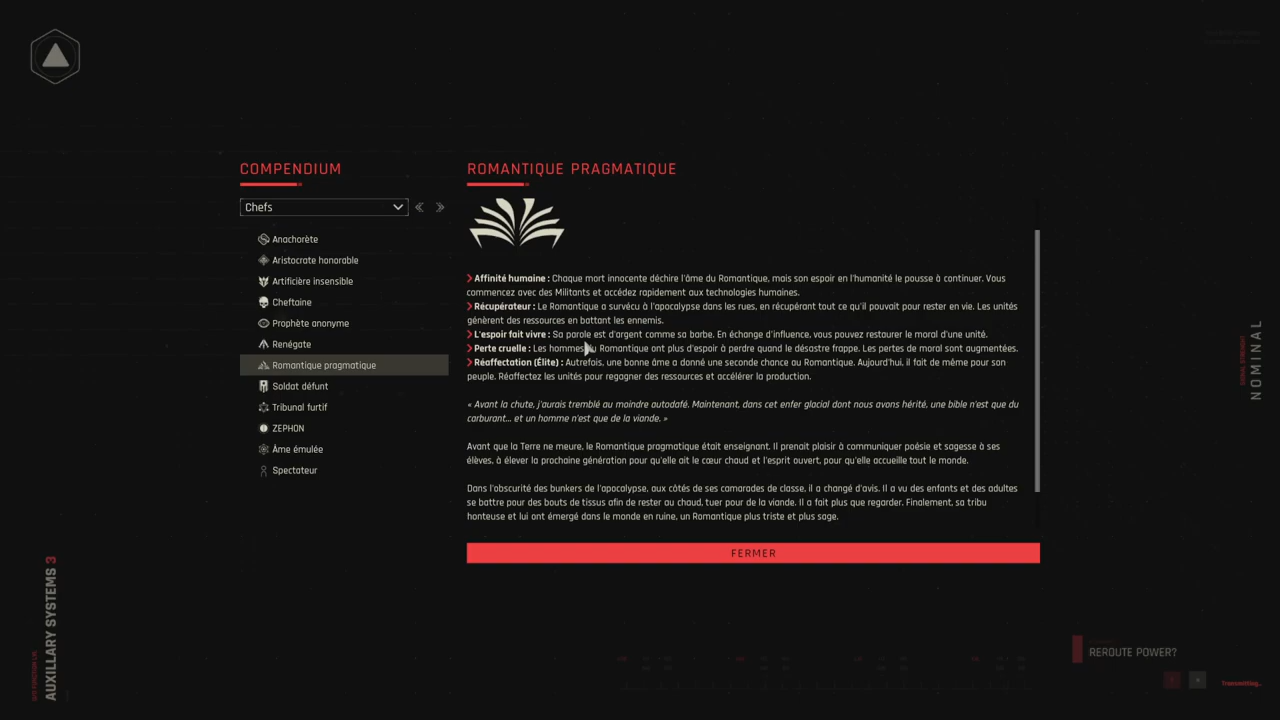 COMPENDIUM
Chefs
Anachorète
Aristocrate honorable
Artificière insensible
Cheftaine
Prophète anonyme
Renégate
Romantique pragmatique
Soldat défunt
Tribunal furtif
ZEPHON
Âme émulée
Spectateur
ROMANTIQUE PRAGMATIQUE
Affinité humaine : Chaque mort innocente déchire l'âme du Romantique, mais son espoir en l'humanité le pousse à continuer. Vous
commencez avec des Militants et accédez rapidement aux technologies humaines.
Récupérateur : Le Romantique a survécu à l'apocalypse dans les rues, en récupérant tout ce qu'il pouvait pour rester en vie. Les unités
génèrent des ressources en battant les ennemis.
L'espoir fait vivre : Sa parole est d'argent comme sa barbe. En échange d'influence, vous pouvez restaurer le moral d'une unité.
Perte cruelle : Les hommes du Romantique ont plus d'espoir à perdre quand le désastre frappe. Les pertes de moral sont augmentées.
Réaffectation (Élite) : Autrefois, une bonne âme a donné une seconde chance au Romantique. Aujourd'hui, il fait de même pour son
peuple. Réaffectez les unités pour regagner des ressources et accélérer la production.
« Avant la chute, j'aurais tremblé au moindre autodafé. Maintenant, dans cet enfer glacial dont nous avons hérité, une bible n'est que du
carburant... et un homme n'est que de la viande. »
Avant que la Terre ne meure, le Romantique pragmatique était enseignant. Il prenait plaisir à communiquer poésie et sagesse à ses
élèves, à élever la prochaine génération pour qu'elle ait le cœur chaud et l'esprit ouvert, pour qu'elle accueille tout le monde.
Dans l'obscurité des bunkers de l'apocalypse, aux côtés de ses camarades de classe, il a changé d'avis. Il a vu des enfants et des adultes
se battre pour des bouts de tissus afin de rester au chaud, tuer pour de la viande. Il a fait plus que regarder. Finalement, sa tribu
honteuse et lui ont émergé dans le monde en ruine, un Romantique plus triste et plus sage.
FERMER
AUXILLARY SYSTEMS 3
NOMINAL
REROUTE POWER?
Transmitting..